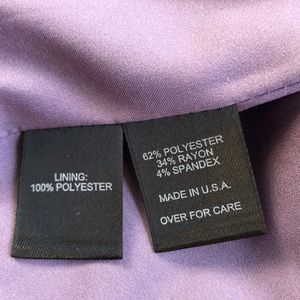 LINING:
100% POLYESTER
62% POLYESTER
34% RAYON
4% SPANDEX
MADE IN U.S.A.
OVER FOR CARE